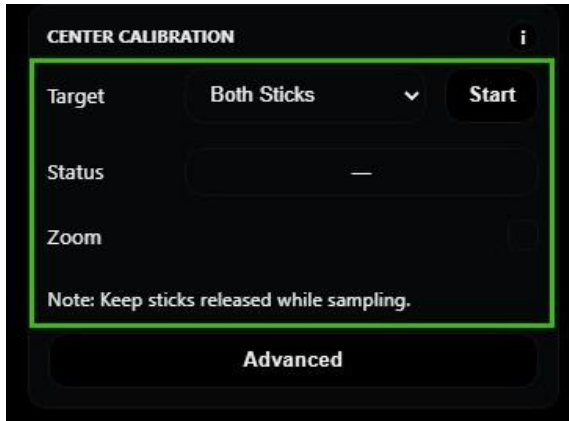 CENTER CALIBRATION i
Target Both Sticks Start
Status —
Zoom
Note: Keep sticks released while sampling.
Advanced